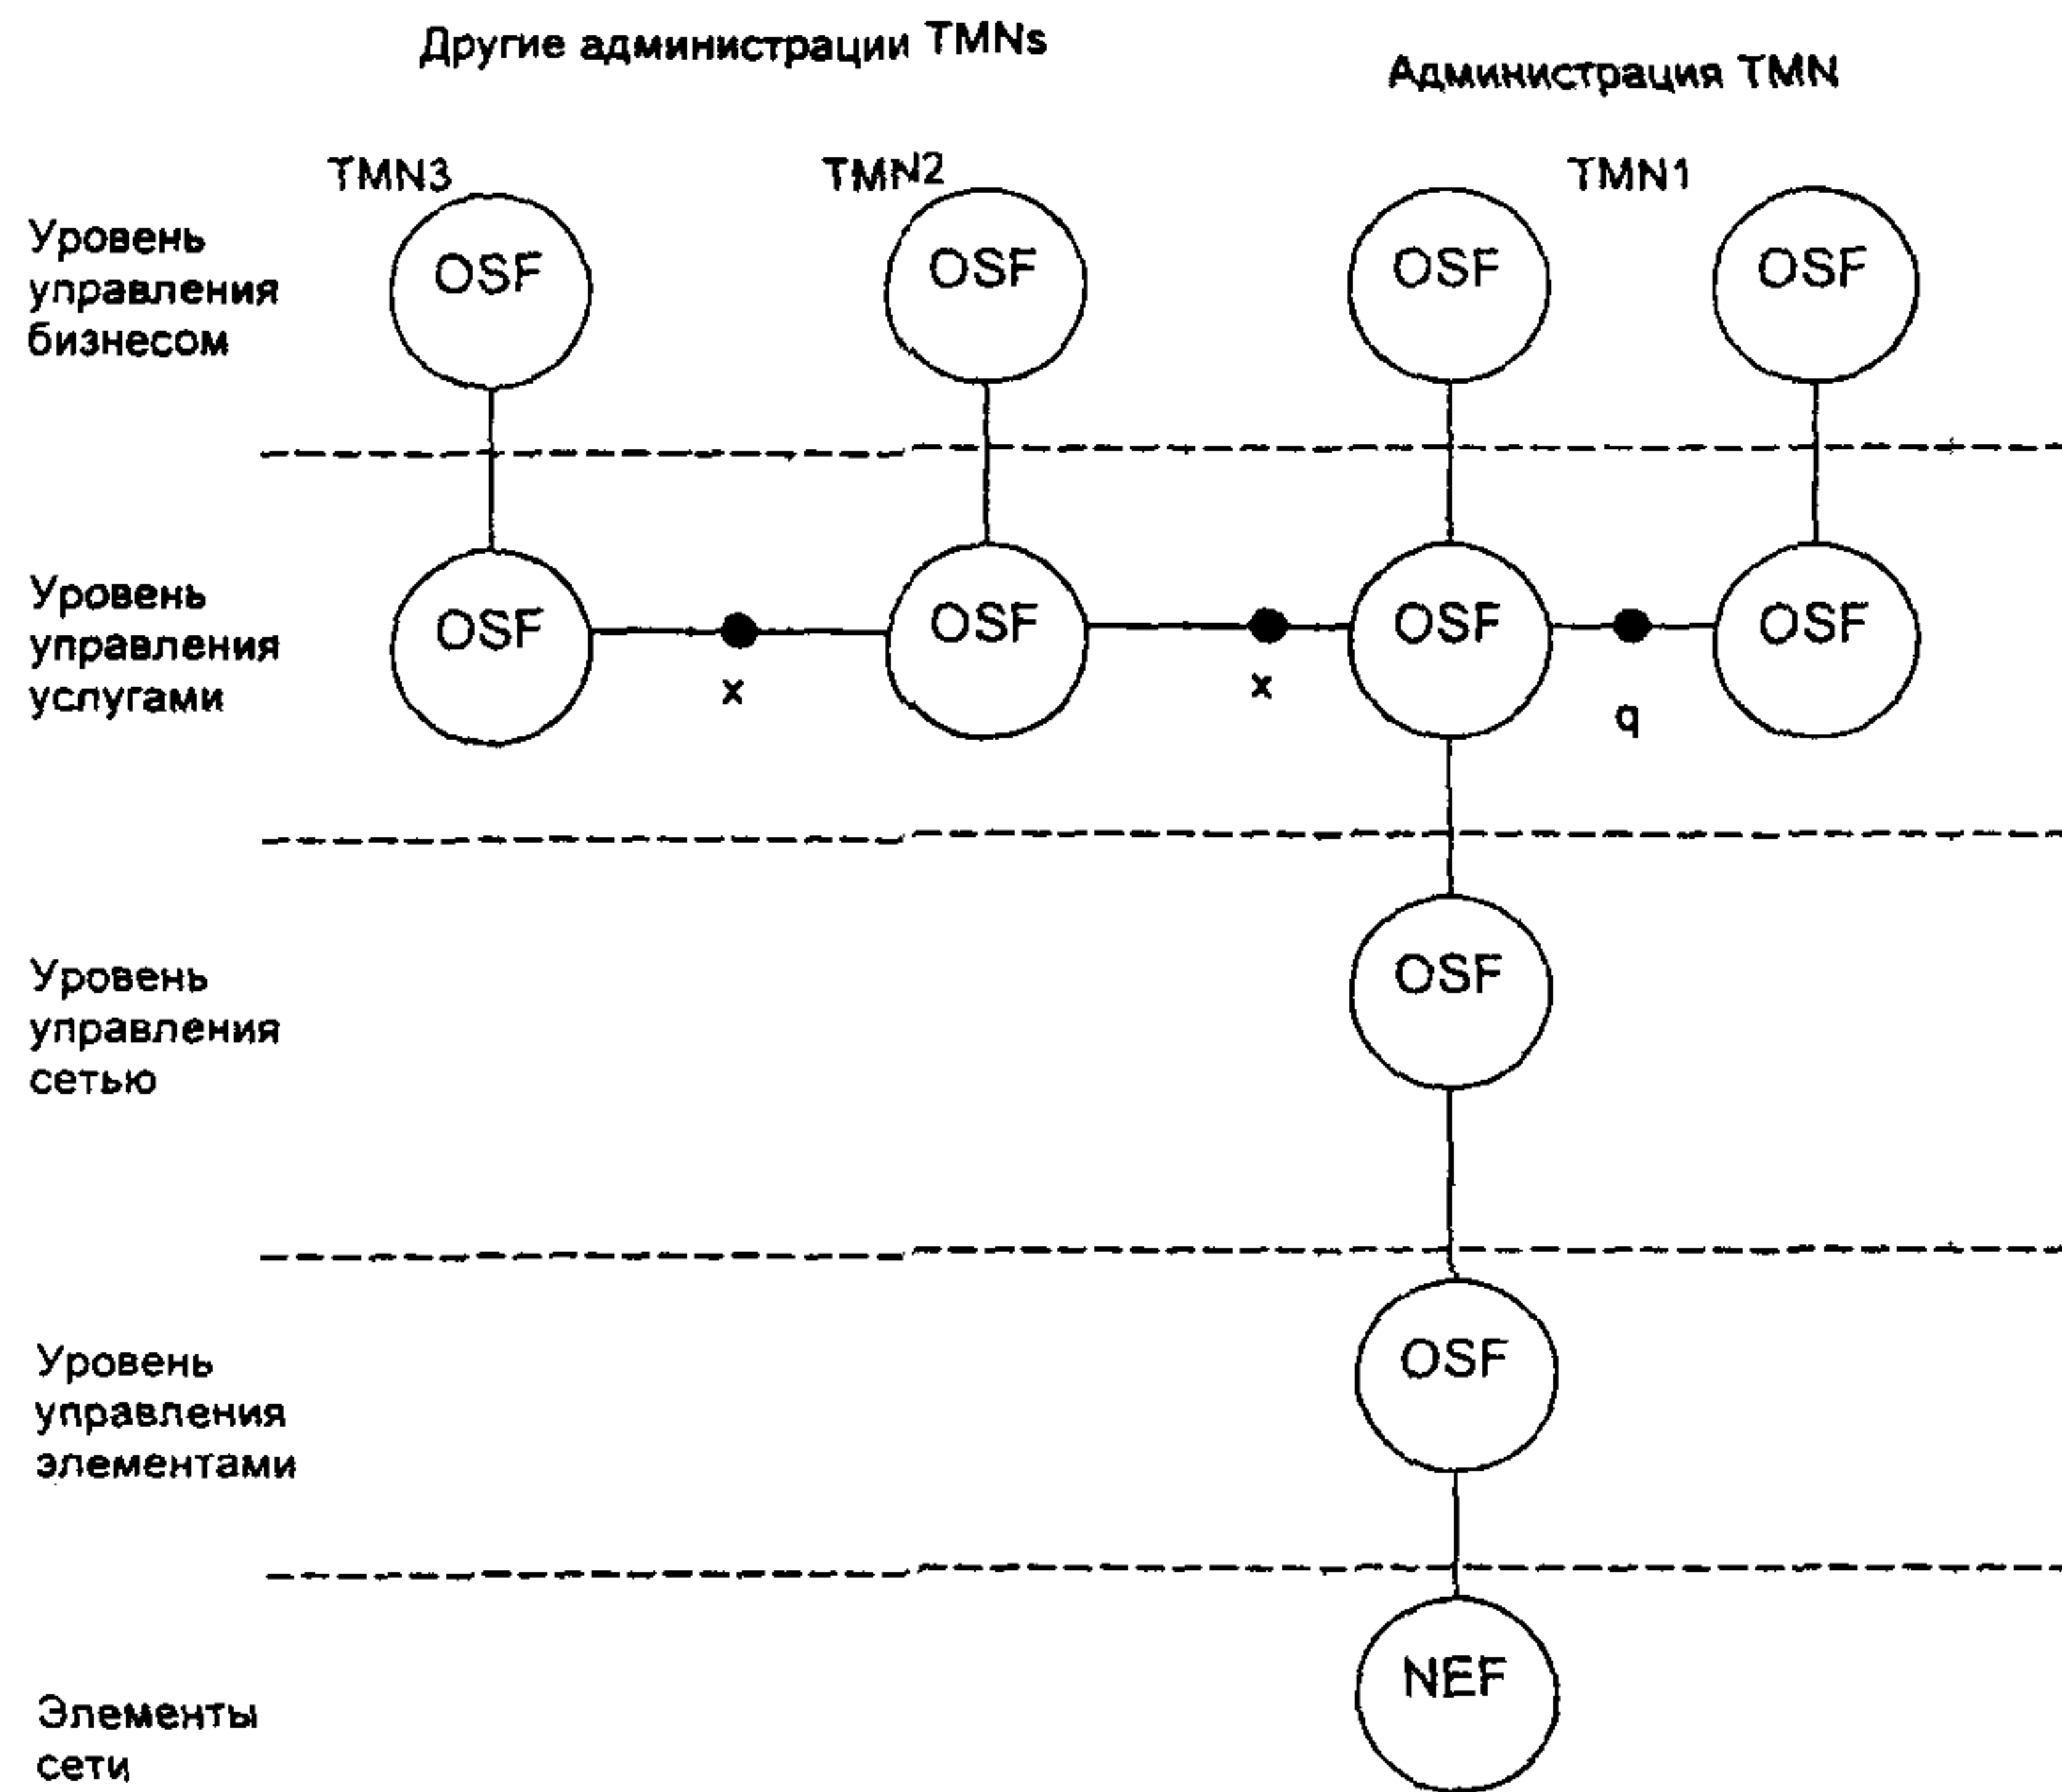 Другие администрации TMNs
Администрация TMN
TMN3
TMN2
TMN1
Уровень
управления
бизнесом
OSF
OSF
OSF
OSF
Уровень
управления
услугами
OSF
OSF
OSF
OSF
x
x
q
Уровень
управления
сетью
OSF
Уровень
управления
элементами
OSF
Элементы
сети
NEF